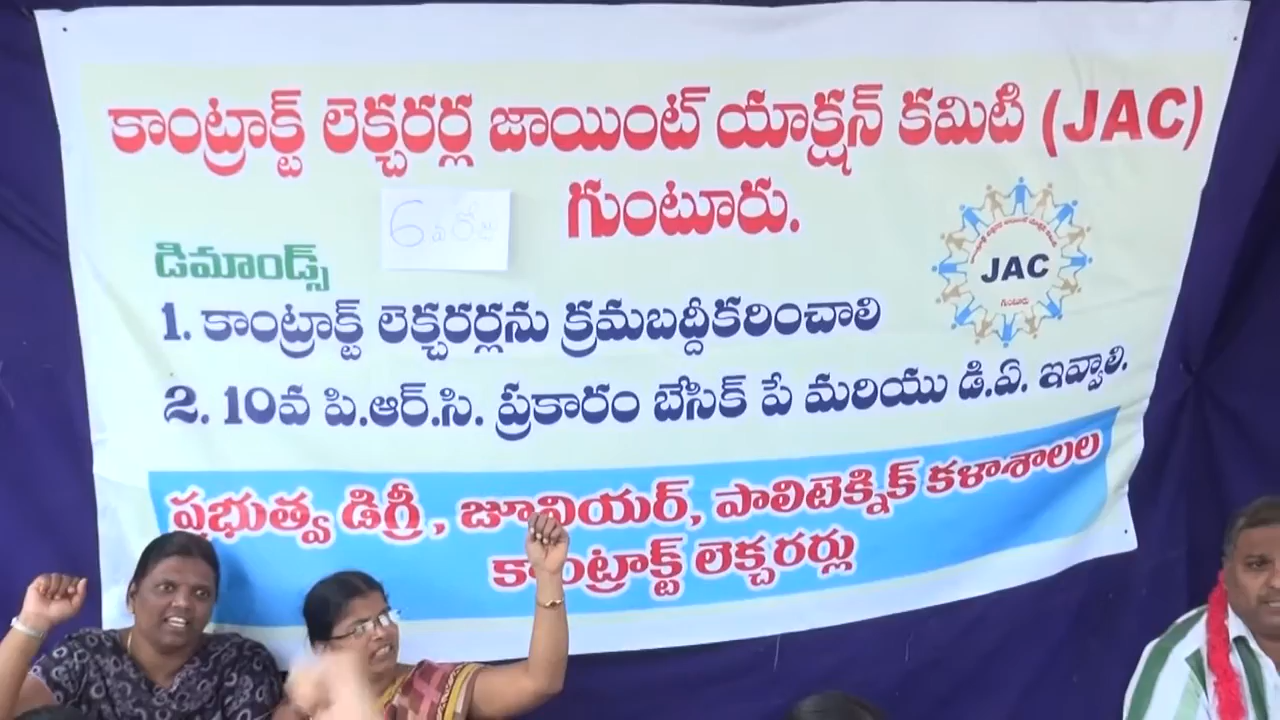 కాంట్రాక్ట్ లెక్చరర్ల జాయింట్ యాక్షన్ కమిటి (JAC)
గుంటూరు.
6వ రోజు
డిమాండ్స్
JAC
గుంటూరు
1. కాంట్రాక్ట్ లెక్చరర్లను క్రమబద్దీకరించాలి
2. 10వ పి.ఆర్.సి. ప్రకారం బేసిక్ పే మరియు డి.ఏ. ఇవ్వాలి.
ప్రభుత్వ డిగ్రీ, జూనియర్, పాలిటెక్నిక్ కళాశాలల
కాంట్రాక్ట్ లెక్చరర్లు